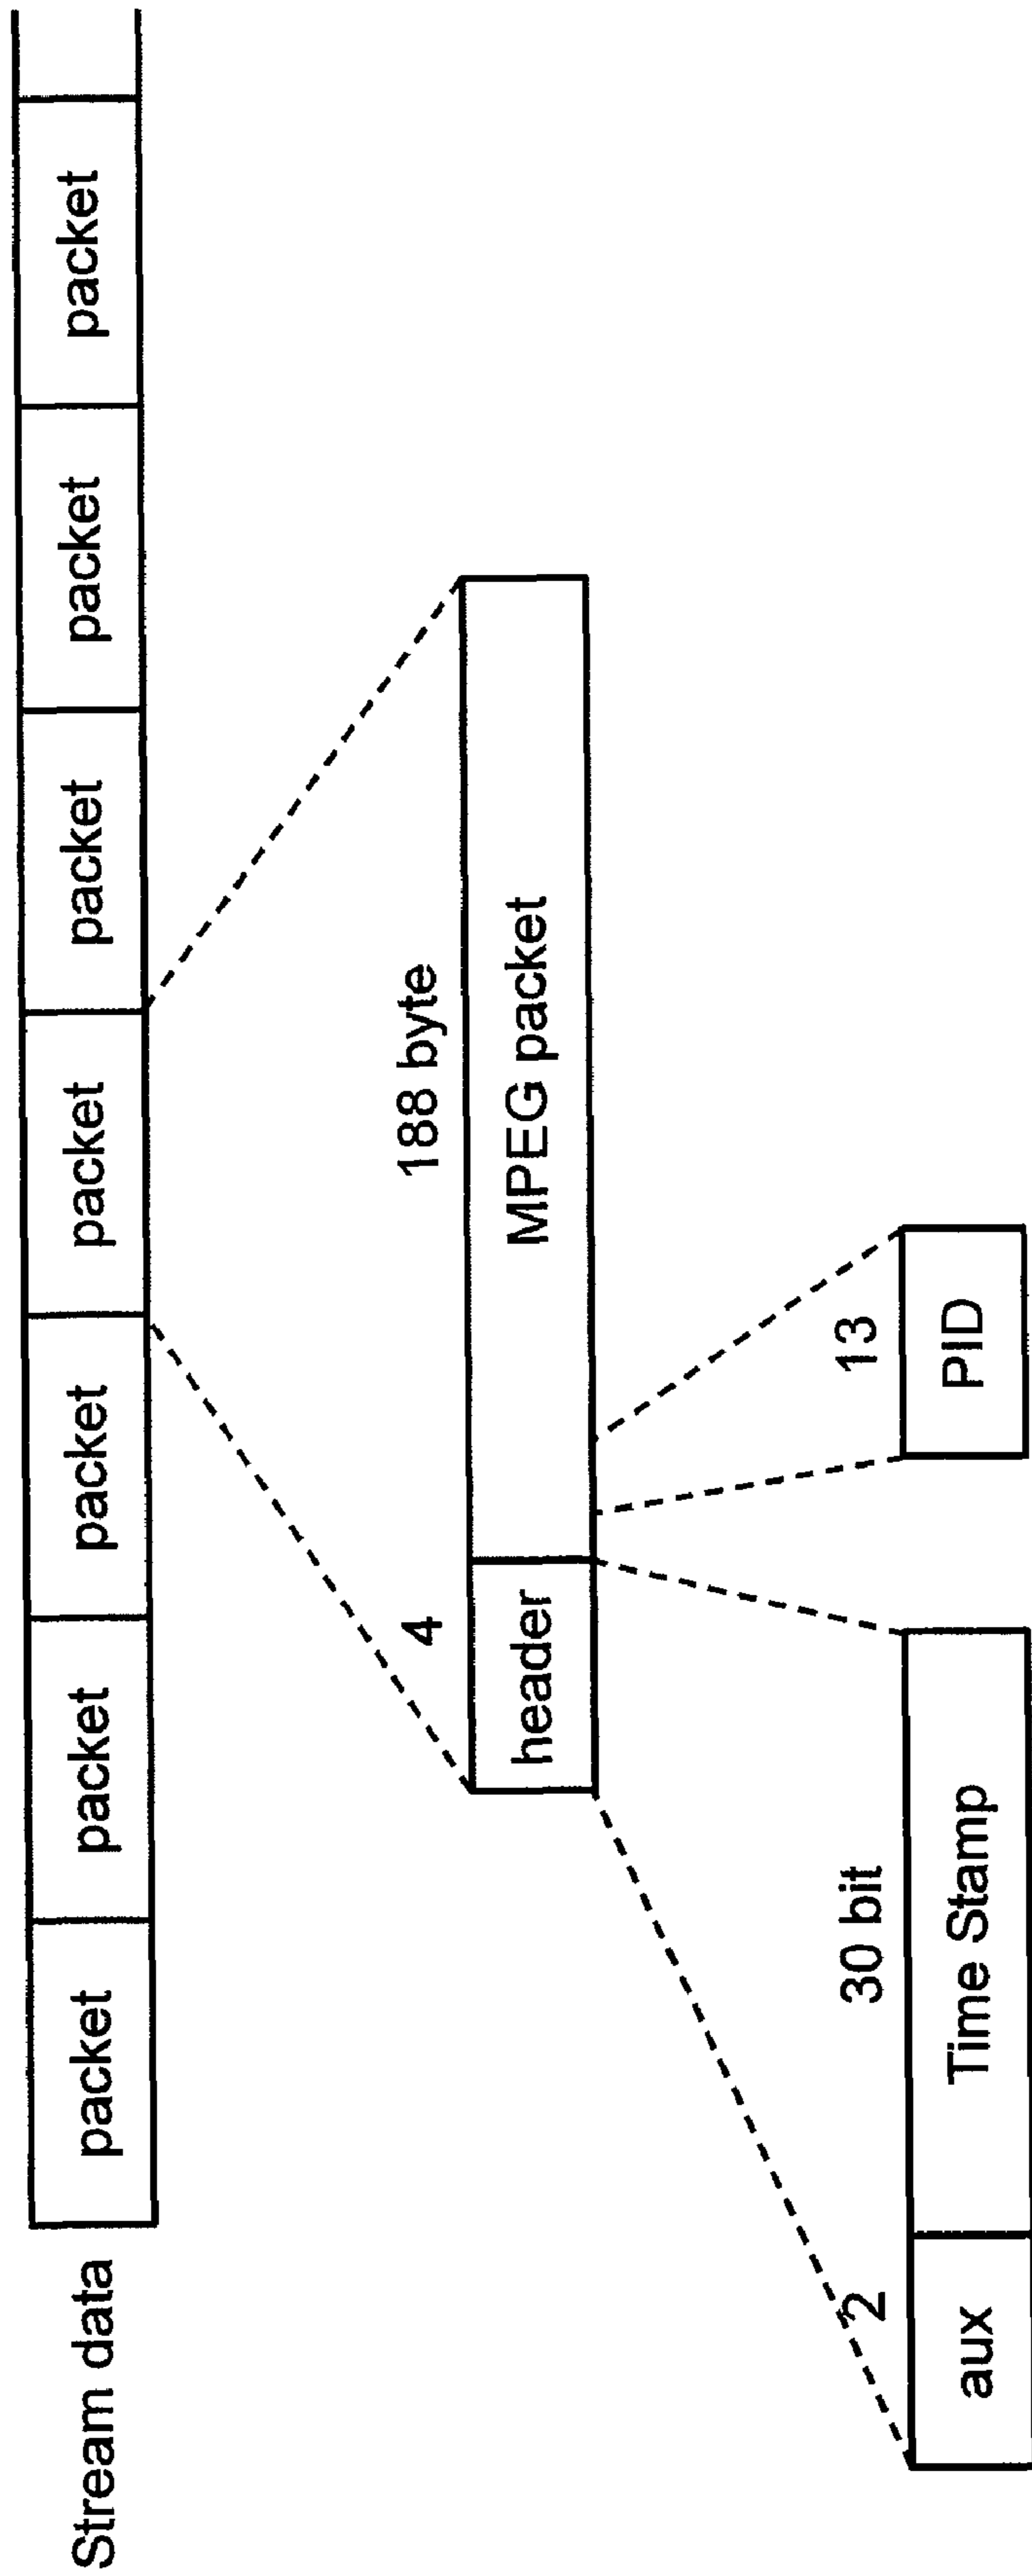 Stream data
packet packet packet packet packet packet packet
4 188 byte
header MPEG packet
2 30 bit 13
aux Time Stamp PID